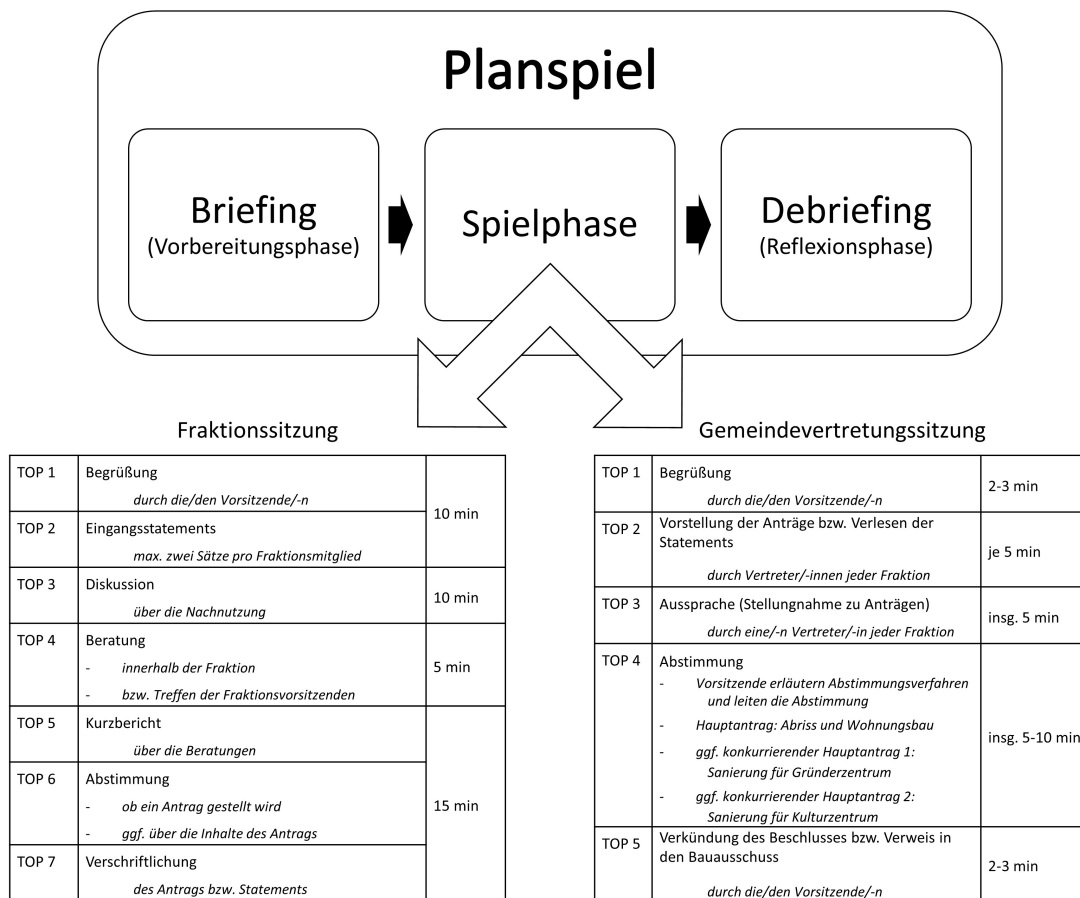 Planspiel
Briefing
(Vorbereitungsphase)
Spielphase
Debriefing
(Reflexionsphase)
Fraktionssitzung
TOP 1
Begrüßung
durch die/den Vorsitzende/-n
10 min
TOP 2
Eingangsstatements
max. zwei Sätze pro Fraktionsmitglied
TOP 3
Diskussion
über die Nachnutzung
10 min
TOP 4
Beratung
- innerhalb der Fraktion
- bzw. Treffen der Fraktionsvorsitzenden
5 min
TOP 5
Kurzbericht
über die Beratungen
15 min
TOP 6
Abstimmung
- ob ein Antrag gestellt wird
- ggf. über die Inhalte des Antrags
TOP 7
Verschriftlichung
des Antrags bzw. Statements
Gemeindevertretungssitzung
TOP 1
Begrüßung
durch die/den Vorsitzende/-n
2-3 min
TOP 2
Vorstellung der Anträge bzw. Verlesen der
Statements
durch Vertreter/-innen jeder Fraktion
je 5 min
TOP 3
Aussprache (Stellungnahme zu Anträgen)
durch eine/-n Vertreter/-in jeder Fraktion
insg. 5 min
TOP 4
Abstimmung
- Vorsitzende erläutern Abstimmungsverfahren
und leiten die Abstimmung
- Hauptantrag: Abriss und Wohnungsbau
- ggf. konkurrierender Hauptantrag 1:
Sanierung für Gründerzentrum
- ggf. konkurrierender Hauptantrag 2:
Sanierung für Kulturzentrum
insg. 5-10 min
TOP 5
Verkündung des Beschlusses bzw. Verweis in
den Bauausschuss
durch die/den Vorsitzende/-n
2-3 min